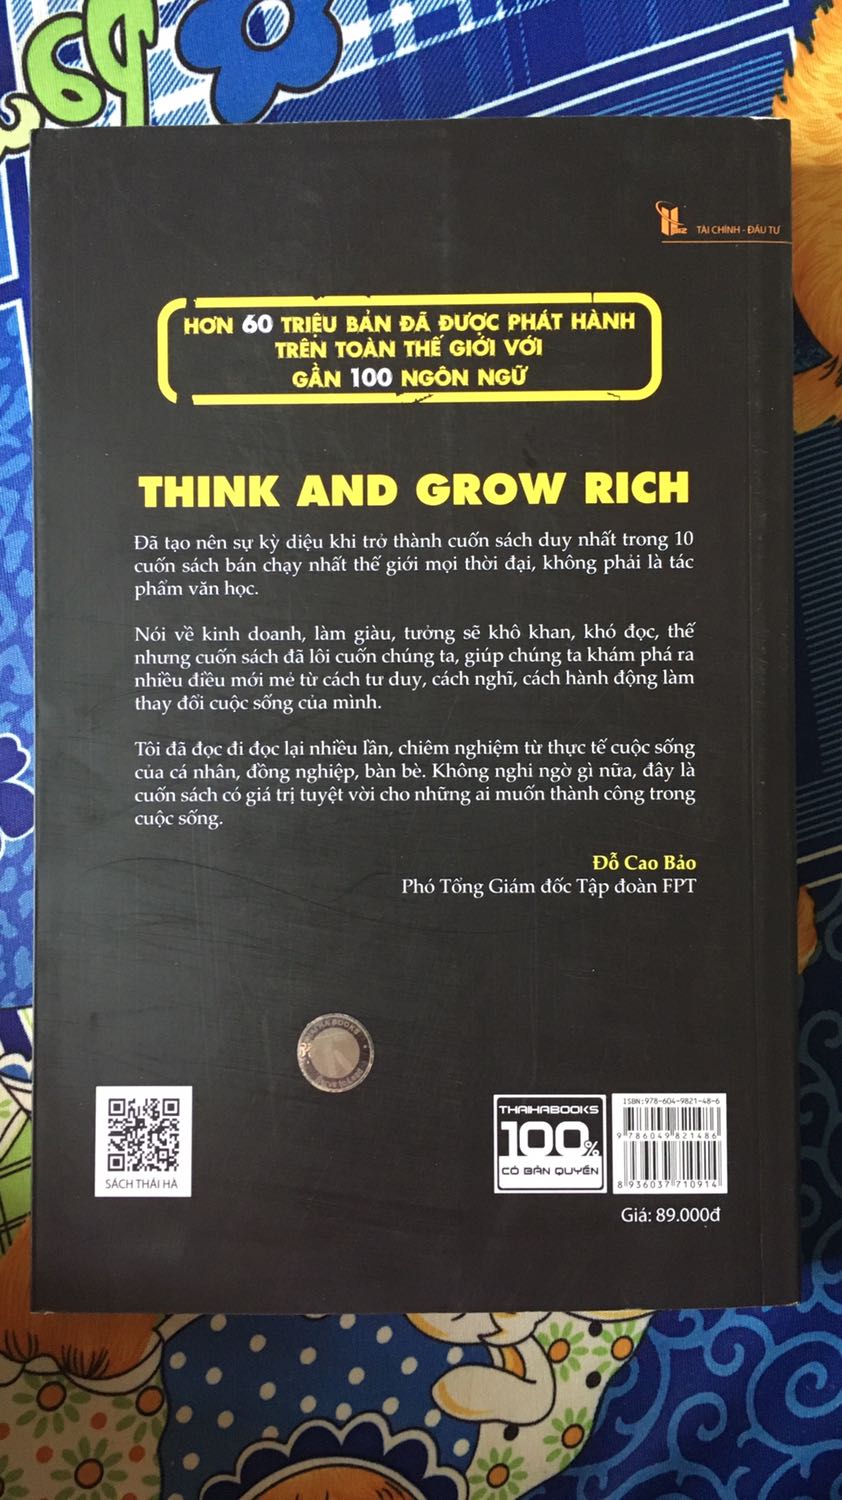 TÀI CHÍNH - ĐẦU TƯ
HƠN 60 TRIỆU BẢN ĐÃ ĐƯỢC PHÁT HÀNH
TRÊN TOÀN THẾ GIỚI VỚI
GẦN 100 NGÔN NGỮ
THINK AND GROW RICH
Đã tạo nên sự kỳ diệu khi trở thành cuốn sách duy nhất trong 10
cuốn sách bán chạy nhất thế giới mọi thời đại, không phải là tác
phẩm văn học.
Nói về kinh doanh, làm giàu, tưởng sẽ khô khan, khó đọc, thế
nhưng cuốn sách đã lôi cuốn chúng ta, giúp chúng ta khám phá ra
nhiều điều mới mẻ từ cách tư duy, cách nghĩ, cách hành động làm
thay đổi cuộc sống của mình.
Tôi đã đọc đi đọc lại nhiều lần, chiêm nghiệm từ thực tế cuộc sống
của cá nhân, đồng nghiệp, bàn bè. Không nghi ngờ gì nữa, đây là
cuốn sách có giá trị tuyệt vời cho những ai muốn thành công trong
cuộc sống.
Đỗ Cao Bảo
Phó Tổng Giám đốc Tập đoàn FPT
SÁCH THÁI HÀ
THAIHABOOKS
100%
CÓ BẢN QUYỀN
ISBN: 978-604-9821-48-6
9 786049 821486
8 936037 710914
Giá: 89.000đ